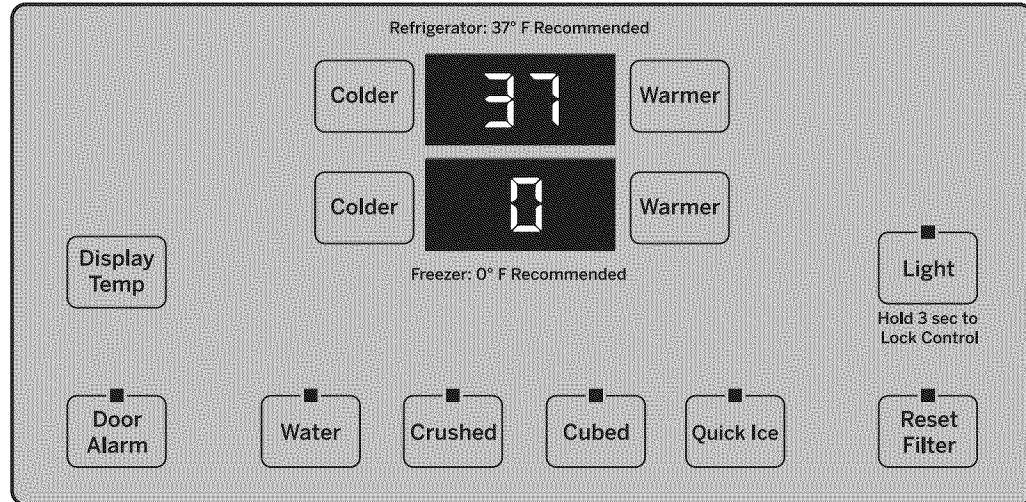 Refrigerator: 37° F Recommended
Colder
37
Warmer
Colder
0
Warmer
Freezer: 0° F Recommended
Display
Temp
Light
Hold 3 sec to
Lock Control
Door
Alarm
Water
Crushed
Cubed
Quick Ice
Reset
Filter